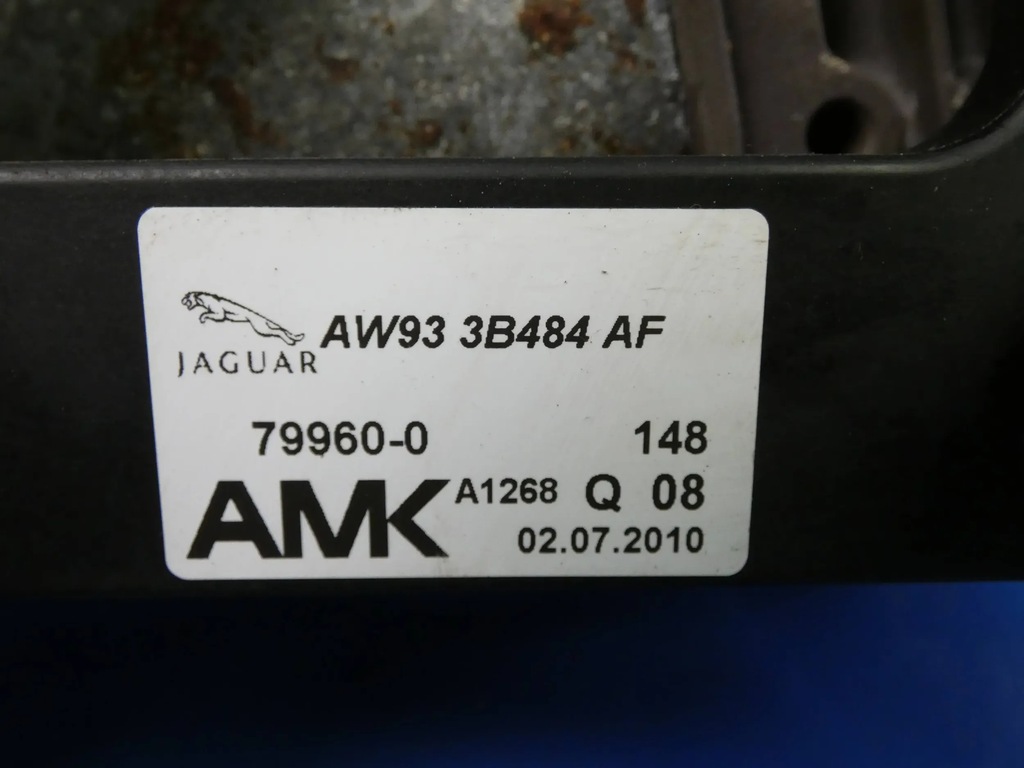 JAGUAR AW93 3B484 AF
79960-0 148
AMK A1268 Q 08
02.07.2010